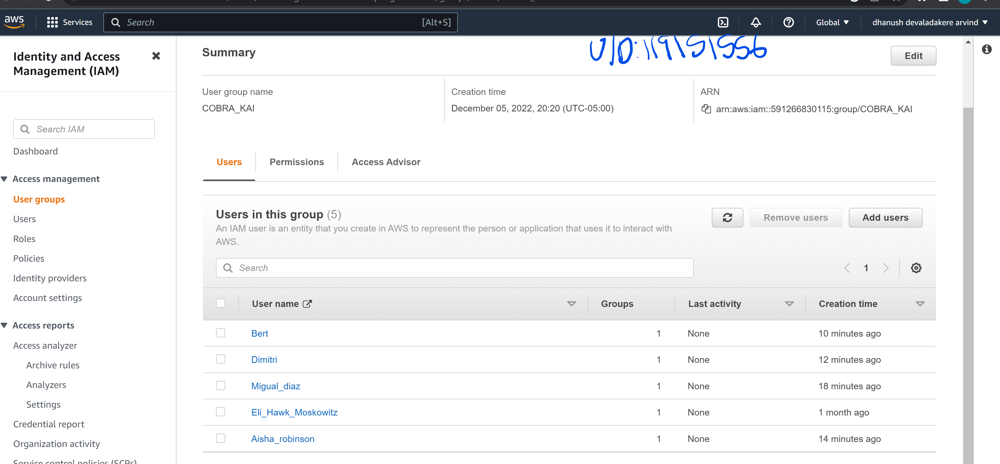 aws Services Search [Alt+S] Global dhanush devaladakere arvind
Identity and Access Management (IAM)
Search IAM
Dashboard
Access management
User groups
Users
Roles
Policies
Identity providers
Account settings
Access reports
Access analyzer
Archive rules
Analyzers
Settings
Credential report
Organization activity
Service control policies (SCPs)
Summary
UID: 119151556
Edit
User group name
COBRA_KAI
Creation time
December 05, 2022, 20:20 (UTC-05:00)
ARN
arn:aws:iam::591266830115:group/COBRA_KAI
Users Permissions Access Advisor
Users in this group (5)
An IAM user is an entity that you create in AWS to represent the person or application that uses it to interact with
AWS.
Remove users Add users
Search
1
User name Groups Last activity Creation time
Bert 1 None 10 minutes ago
Dimitri 1 None 12 minutes ago
Migual_diaz 1 None 18 minutes ago
Eli_Hawk_Moskowitz 1 None 1 month ago
Aisha_robinson 1 None 14 minutes ago